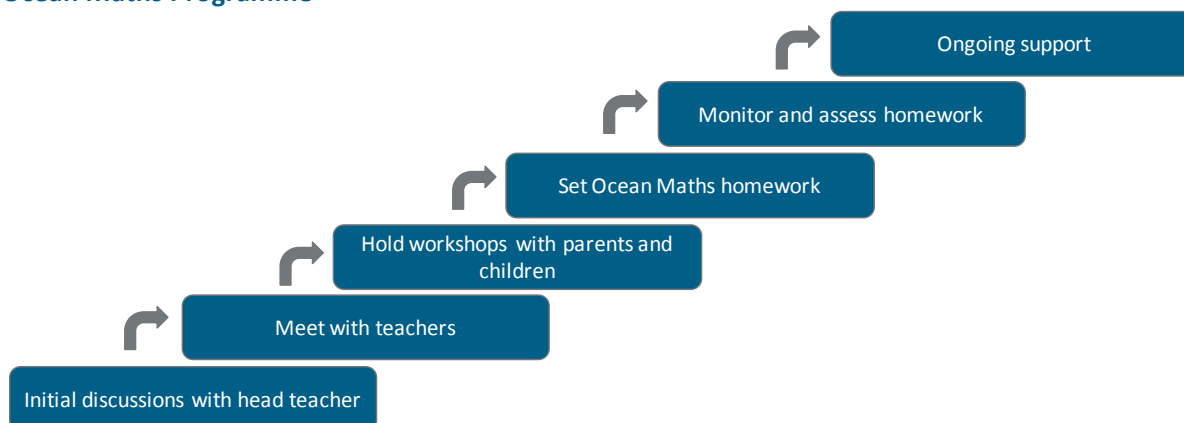 Ocean Maths Programme
Ongoing support
Monitor and assess homework
Set Ocean Maths homework
Hold workshops with parents and
children
Meet with teachers
Initial discussions with head teacher